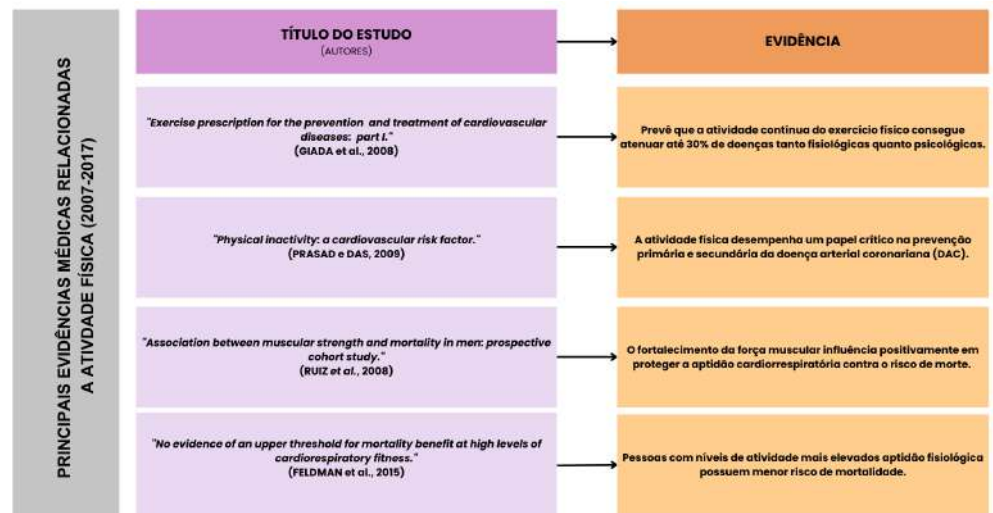 PRINCIPAIS EVIDÊNCIAS MÉDICAS RELACIONADAS
A ATIVDADE FÍSICA (2007-2017)
TÍTULO DO ESTUDO
(AUTORES)
EVIDÊNCIA
"Exercise prescription for the prevention and treatment of cardiovascular
diseases: part I."
(GIADA et al., 2008)
Prevê que a atividade contínua do exercício físico consegue
atenuar até 30% de doenças tanto fisiológicas quanto psicológicas.
"Physical inactivity: a cardiovascular risk factor."
(PRASAD e DAS, 2009)
A atividade física desempenha um papel crítico na prevenção
primária e secundária da doença arterial coronariana (DAC).
"Association between muscular strength and mortality in men: prospective
cohort study."
(RUIZ et al., 2008)
O fortalecimento da força muscular influência positivamente em
proteger a aptidão cardiorrespiratória contra o risco de morte.
"No evidence of an upper threshold for mortality benefit at high levels of
cardiorespiratory fitness."
(FELDMAN et al., 2015)
Pessoas com níveis de atividade mais elevados aptidão fisiológica
possuem menor risco de mortalidade.